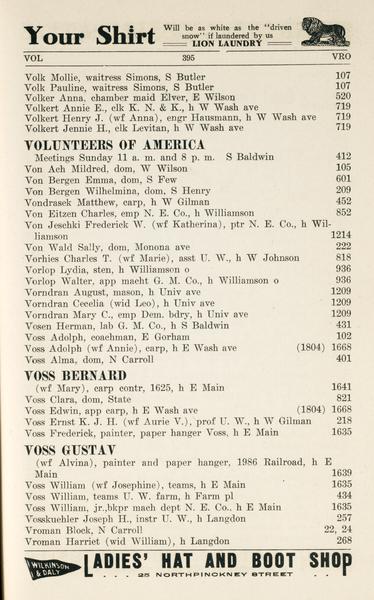 Your Shirt
Will be as white as the "driven
snow" if laundered by us
LION LAUNDRY
VOL 395 VRO
Volk Mollie, waitress Simons, S Butler 107
Volk Pauline, waitress Simons, S Butler 107
Volker Anna, chamber maid Elver, E Wilson 520
Volkert Annie E., clk K. N. & K., h W Wash ave 719
Volkert Henry J. (wf Anna), engr Hausmann, h W Wash ave 719
Volkert Jennie H., clk Levitan, h W Wash ave 719
VOLUNTEERS OF AMERICA
Meetings Sunday 11 a. m. and 8 p. m. S Baldwin 412
Von Ach Mildred, dom, W Wilson 105
Von Bergen Emma, dom, S Few 601
Von Bergen Wilhelmina, dom, S Henry 209
Vondrasek Matthew, carp, h W Gilman 452
Von Eitzen Charles, emp N. E. Co., h Williamson 852
Von Jeschki Frederick W. (wf Katherina), ptr N. E. Co., h Wil-
liamson 1214
Von Wald Sally, dom, Monona ave 222
Vorhies Charles T. (wf Marie), asst U. W., h W Johnson 818
Vorlop Lydia, sten, h Williamson o 936
Vorlop Walter, app macht G. M. Co., h Williamson o 936
Vorndran August, mason, h Univ ave 1209
Vorndran Cecelia (wid Leo), h Univ ave 1209
Vorndran Mary C., emp Dem. bdry, h Univ ave 1209
Vosen Herman, lab G. M. Co., h S Baldwin 431
Voss Adolph, coachman, E Gorham 102
Voss Adolph (wf Annie), carp, h E Wash ave (1804) 1668
Voss Alma, dom, N Carroll 401
VOSS BERNARD
(wf Mary), carp contr, 1625, h E Main 1641
Voss Clara, dom, State 821
Voss Edwin, app carp, h E Wash ave (1804) 1668
Voss Ernst K. J. H. (wf Aurie V.), prof U. W., h W Gilman 218
Voss Frederick, painter, paper hanger Voss, h E Main 1635
VOSS GUSTAV
(wf Alvina), painter and paper hanger, 1986 Railroad, h E
Main 1639
Voss William (wf Josephine), teams, h E Main 1635
Voss William, teams U. W. farm, h Farm pl 434
Voss William, jr.,bkpr mach dept N. E. Co., h E Main 1635
Vosskuehler Joseph H., instr U. W., h Langdon 257
Vroman Block, N Carroll 22, 24
Vroman Harriet (wid William), h Langdon 268
WILKINSON
& DALY
LADIES' HAT AND BOOT SHOP
. . . . 25 NORTH PINCKNEY STREET . . . .